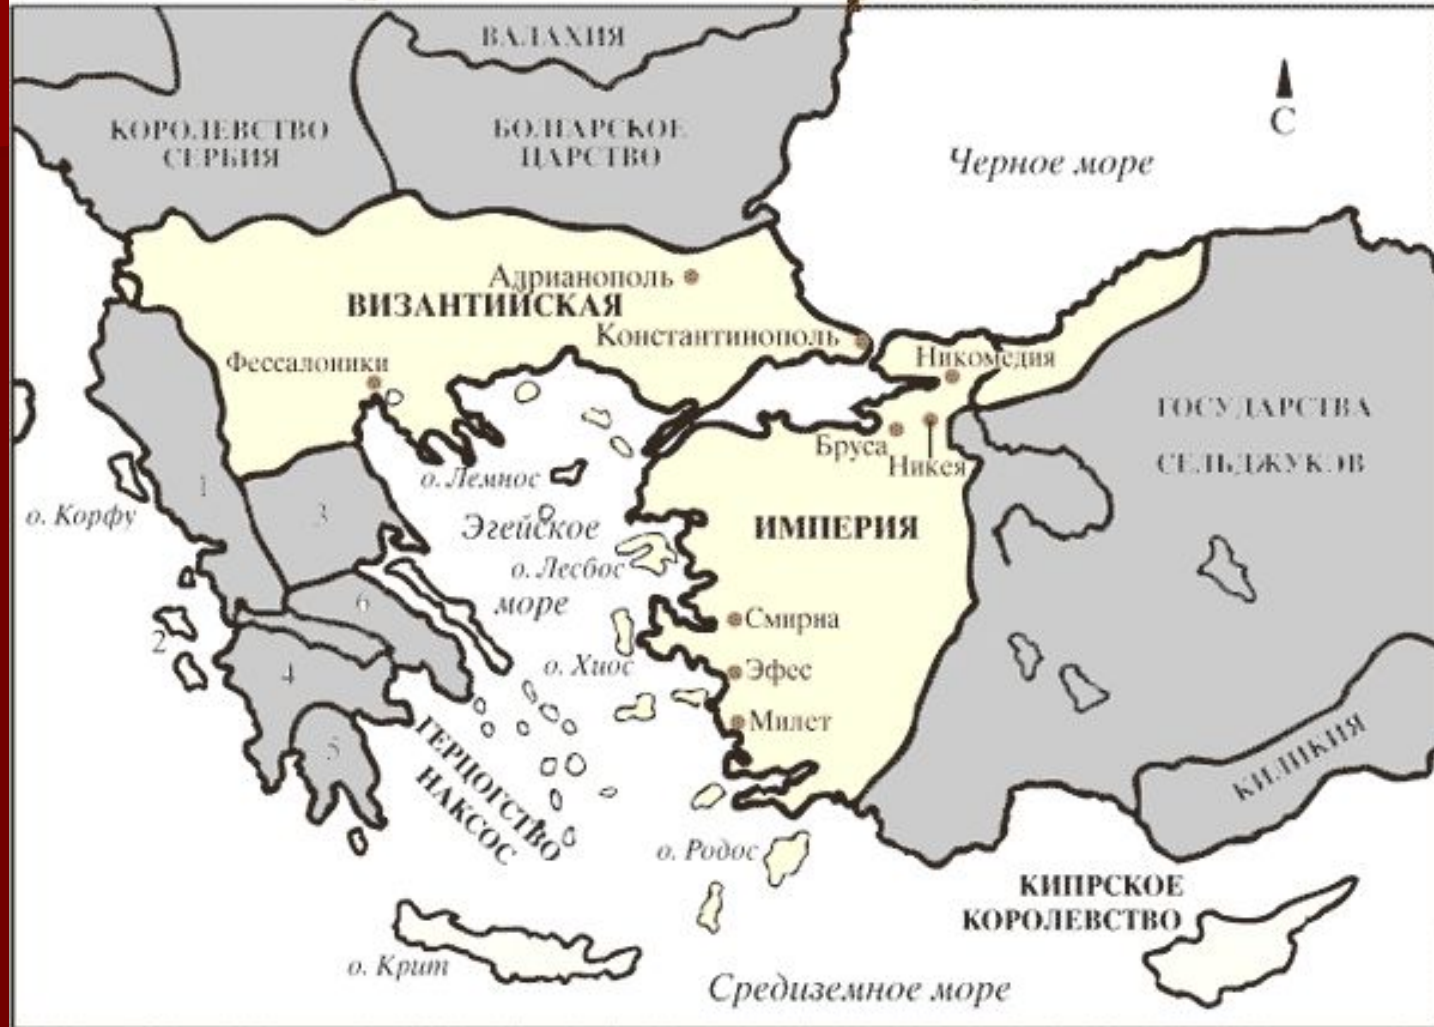 ВАЛАХИЯ
КОРОЛЕВСТВО
СЕРБИЯ
БОЛГАРСКОЕ
ЦАРСТВО
С
Черное море
Адрианополь
ВИЗАНТИЙСКАЯ
Константинополь
Фессалоники
Никомедия
ГОСУДАРСТВА
СЕЛЬДЖУКОВ
Бруса
Никея
о. Лемнос
о. Корфу
1
3
Эгейское
ИМПЕРИЯ
о. Лесбос
море
6
Смирна
2
о. Хиос
Эфес
4
Милет
5
ГЕРЦОГСТВО
НАКСОС
КИЛИКИЯ
о. Родос
КИПРСКОЕ
КОРОЛЕВСТВО
о. Крит
Средиземное море